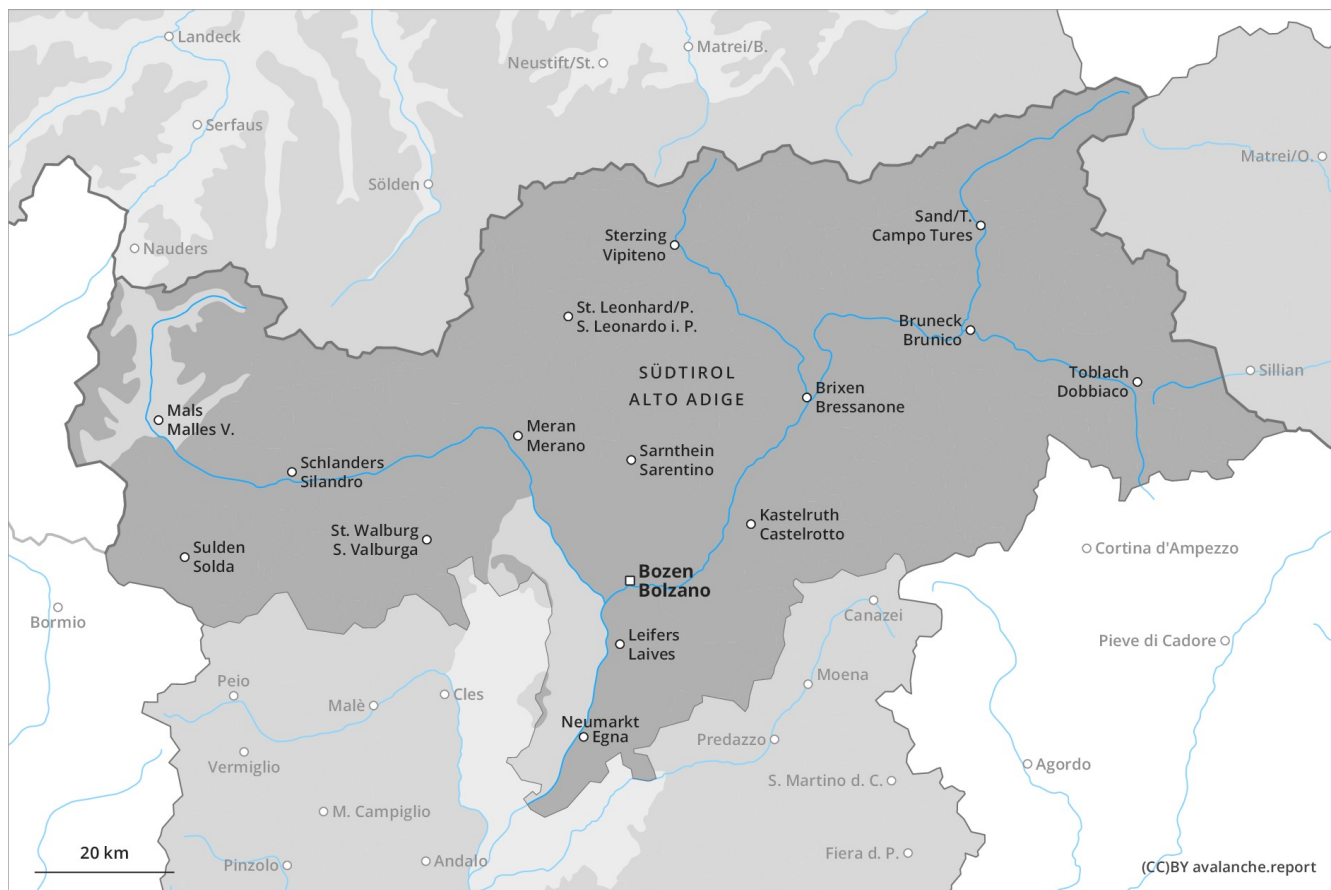 Landeck
Matrei/B.
Neustift/St.
Serfaus
Matrei/O.
Sölden
Sand/T.
Campo Tures
Sterzing
Vipiteno
Nauders
St. Leonhard/P.
S. Leonardo i. P.
Bruneck
Brunico
SÜDTIROL
ALTO ADIGE
Toblach
Dobbiaco
Sillian
Brixen
Bressanone
Mals
Malles V.
Meran
Merano
Sarnthein
Sarentino
Schlanders
Silandro
Kastelruth
Castelrotto
St. Walburg
S. Valburga
Sulden
Solda
Cortina d'Ampezzo
Bozen
Bolzano
Bormio
Canazei
Leifers
Laives
Pieve di Cadore
Moena
Peio
Malè
Cles
Neumarkt
Egna
Predazzo
Vermiglio
Agordo
S. Martino d. C.
M. Campiglio
20 km
Pinzolo
Andalo
Fiera d. P.
(CC)BY avalanche.report